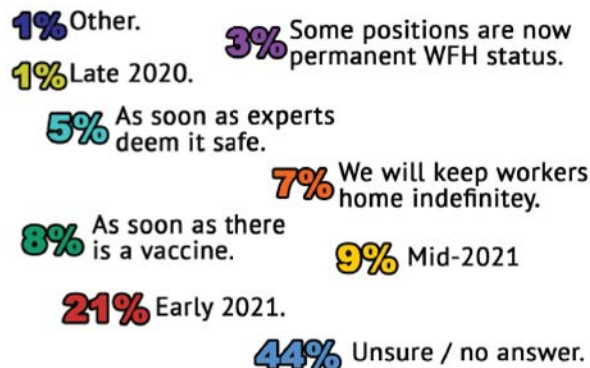 1% Other.
3% Some positions are now
permanent WFH status.
1% Late 2020.
5% As soon as experts
deem it safe.
7% We will keep workers
home indefinitey.
8% As soon as there
is a vaccine.
9% Mid-2021
21% Early 2021.
44% Unsure / no answer.